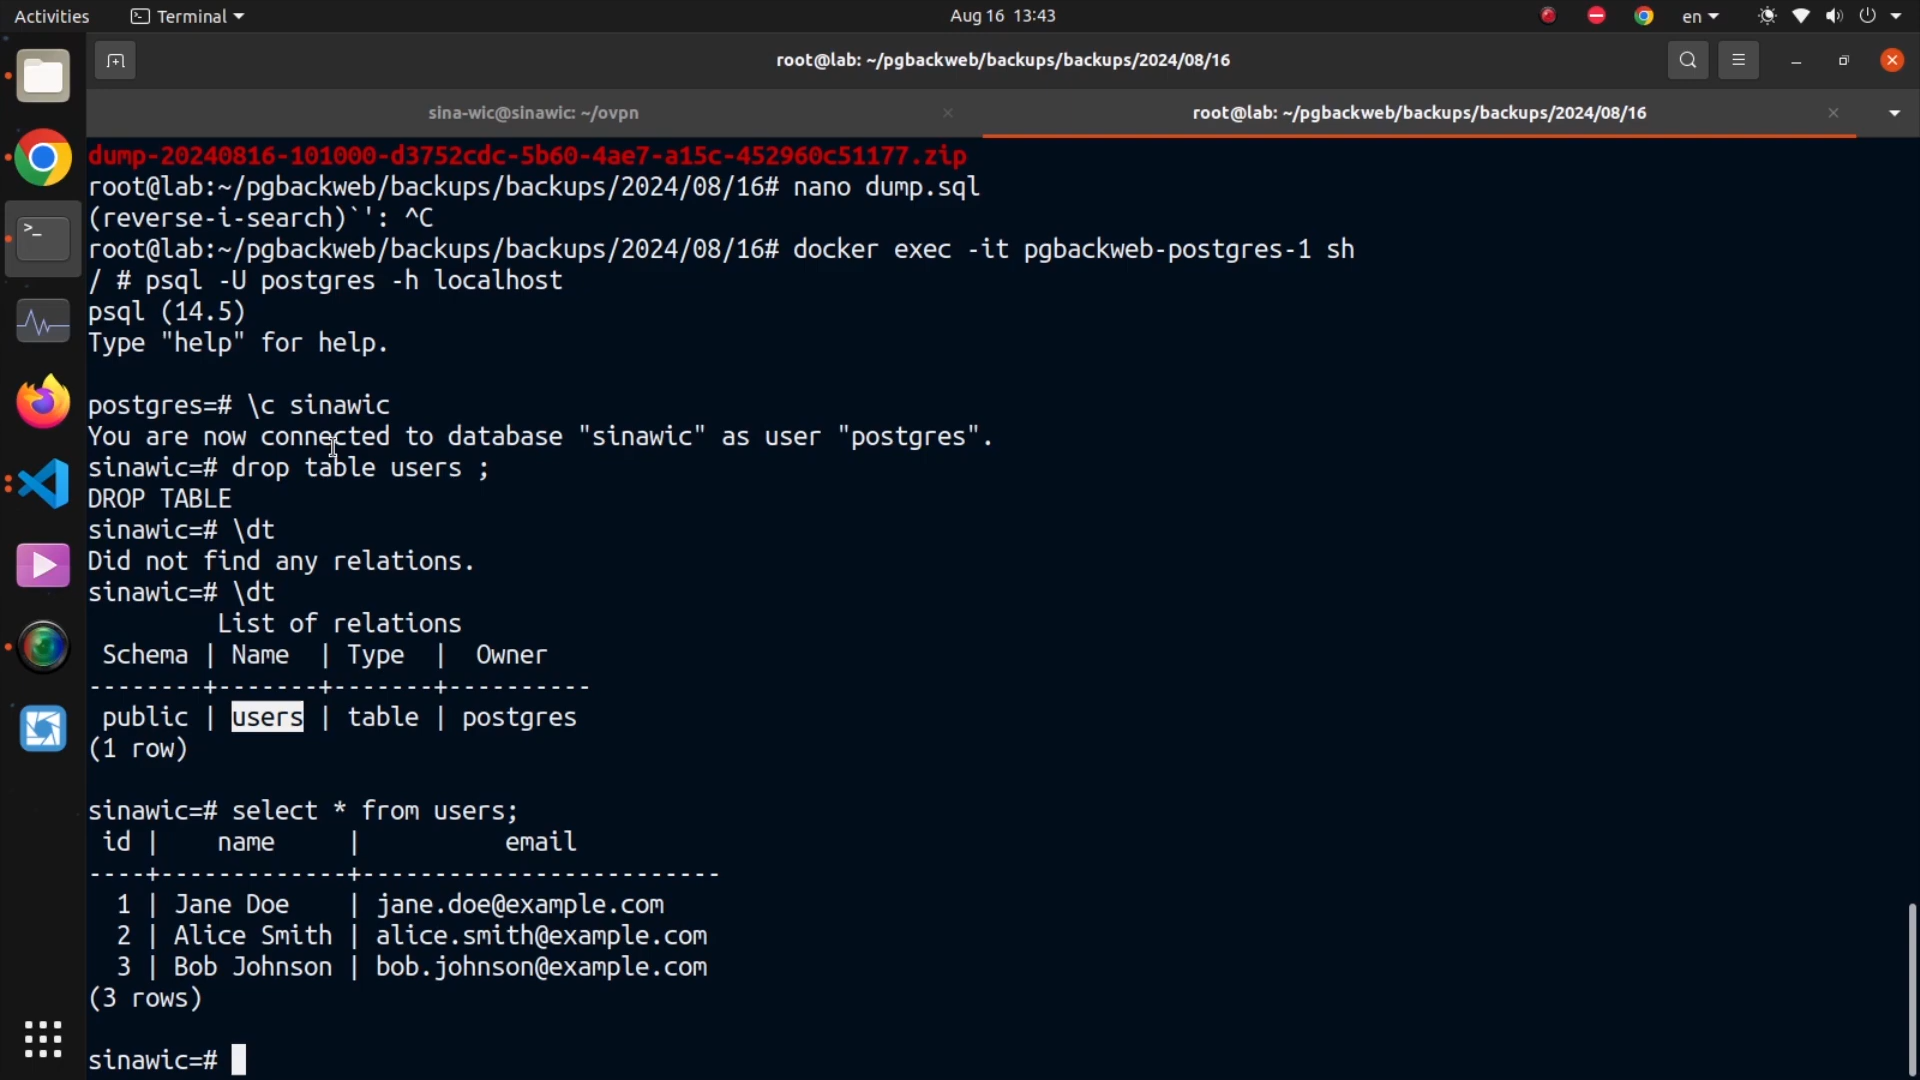 Activities Terminal Aug 16 13:43 en
root@lab: ~/pgbackweb/backups/backups/2024/08/16
sina-wic@sinawic: ~/ovpn root@lab: ~/pgbackweb/backups/backups/2024/08/16
dump-20240816-101000-d3752cdc-5b60-4ae7-a15c-452960c51177.zip
root@lab:~/pgbackweb/backups/backups/2024/08/16# nano dump.sql
(reverse-i-search)`': ^C
root@lab:~/pgbackweb/backups/backups/2024/08/16# docker exec -it pgbackweb-postgres-1 sh
/ # psql -U postgres -h localhost
psql (14.5)
Type "help" for help.
postgres=# \c sinawic
You are now connected to database "sinawic" as user "postgres".
sinawic=# drop table users ;
DROP TABLE
sinawic=# \dt
Did not find any relations.
sinawic=# \dt
List of relations
Schema | Name | Type | Owner
--------+-------+-------+----------
public | users | table | postgres
(1 row)
sinawic=# select * from users;
id | name | email
----+-------------+-------------------------
1 | Jane Doe | jane.doe@example.com
2 | Alice Smith | alice.smith@example.com
3 | Bob Johnson | bob.johnson@example.com
(3 rows)
sinawic=#